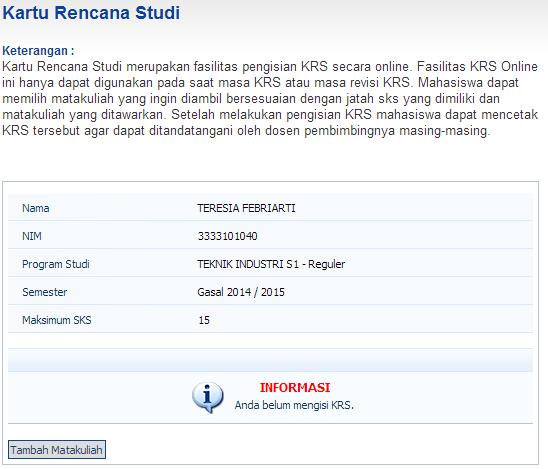 Kartu Rencana Studi
Keterangan :
Kartu Rencana Studi merupakan fasilitas pengisian KRS secara online. Fasilitas KRS Online
ini hanya dapat digunakan pada saat masa KRS atau masa revisi KRS. Mahasiswa dapat
memilih matakuliah yang ingin diambil bersesuaian dengan jatah sks yang dimiliki dan
matakuliah yang ditawarkan. Setelah melakukan pengisian KRS mahasiswa dapat mencetak
KRS tersebut agar dapat ditandatangani oleh dosen pembimbingnya masing-masing.
Nama TERESIA FEBRIARTI
NIM 3333101040
Program Studi TEKNIK INDUSTRI S1 - Reguler
Semester Gasal 2014 / 2015
Maksimum SKS 15
INFORMASI
Anda belum mengisi KRS.
Tambah Matakuliah